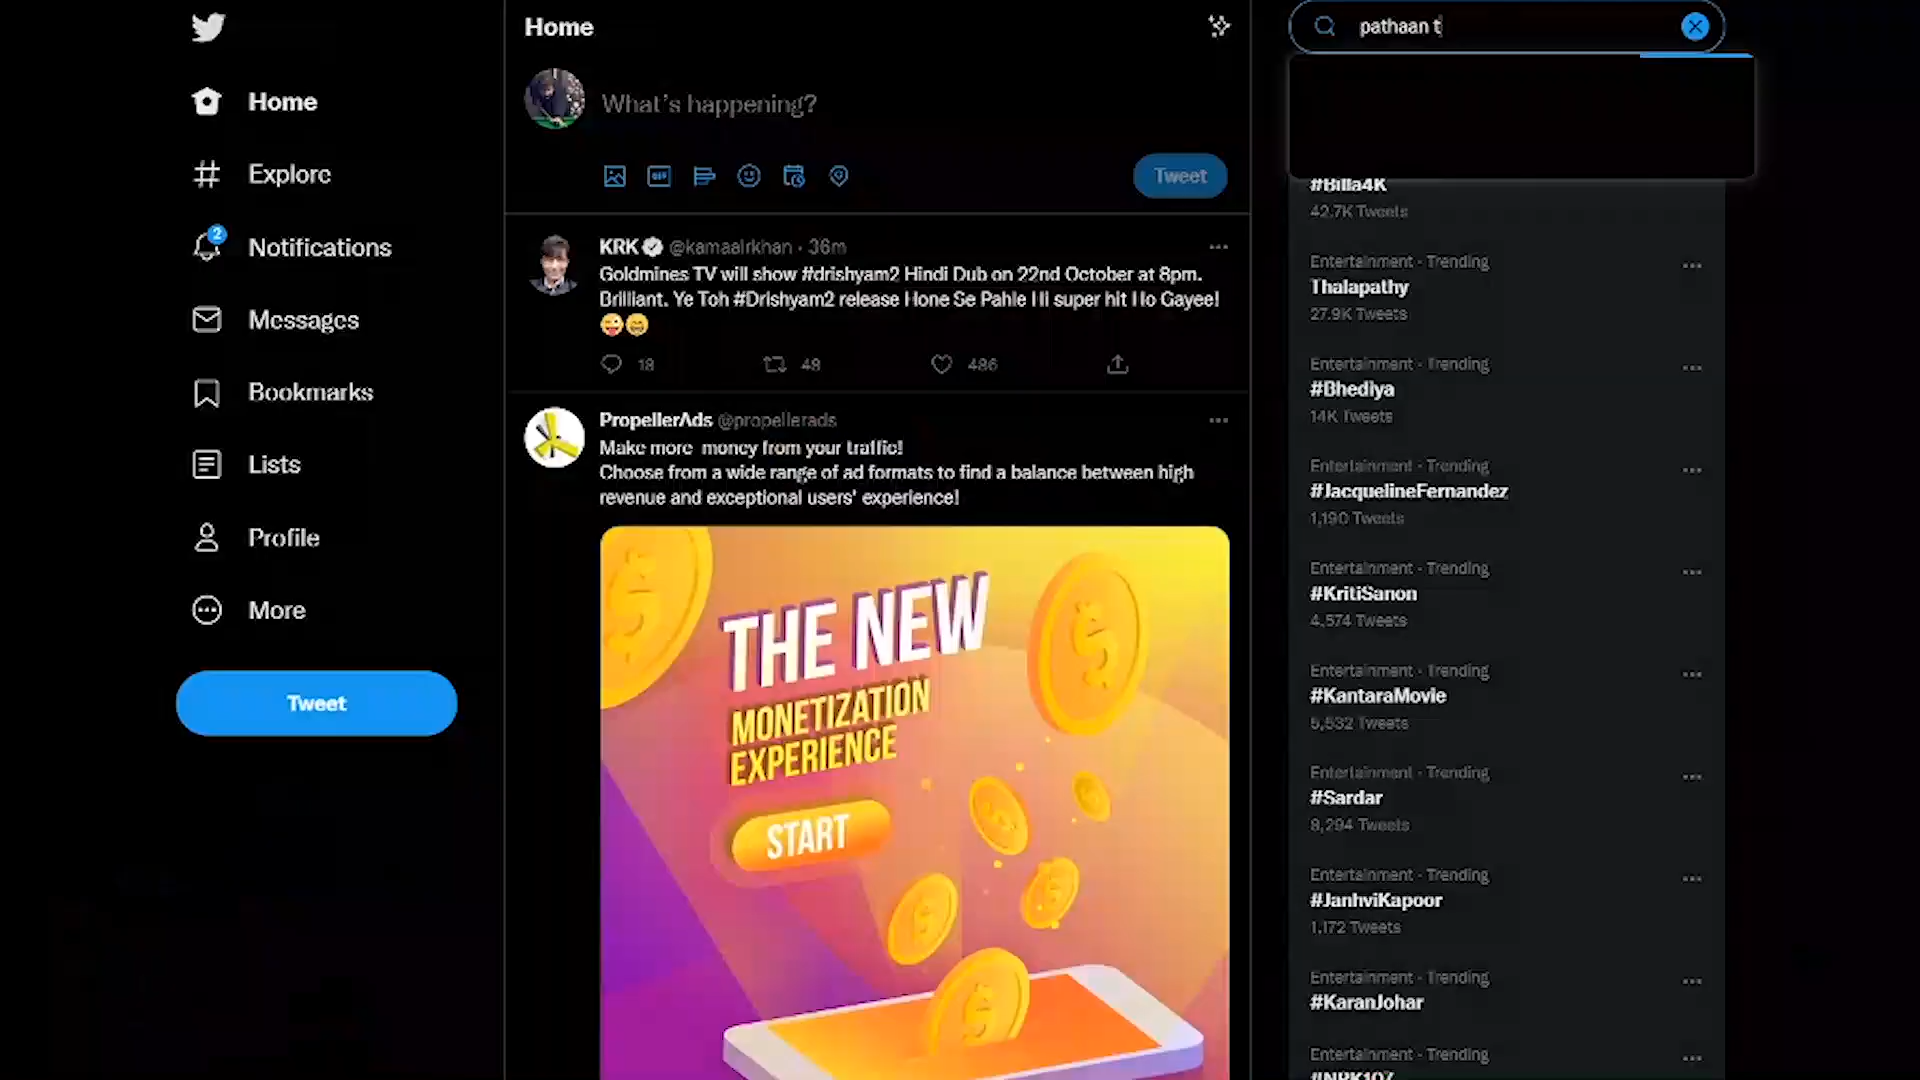 Home
Explore
2
Notifications
Messages
Bookmarks
Lists
Profile
More
Tweet
Home
What's happening?
GIF
Tweet
KRK @kamaalrkhan · 36m
Goldmines TV will show #drishyam2 Hindi Dub on 22nd October at 8pm.
Brilliant. Ye Toh #Drishyam2 release Hone Se Pahle Hi super hit Ho Gayee!
18 48 486
PropellerAds @propellerads
Make more money from your traffic!
Choose from a wide range of ad formats to find a balance between high
revenue and exceptional users' experience!
THE NEW
MONETIZATION
EXPERIENCE
START
pathaan t
#Billa4K
42.7K Tweets
Entertainment · Trending
Thalapathy
27.9K Tweets
Entertainment · Trending
#Bhediya
14K Tweets
Entertainment · Trending
#JacquelineFernandez
1,190 Tweets
Entertainment · Trending
#KritiSanon
4,574 Tweets
Entertainment · Trending
#KantaraMovie
5,532 Tweets
Entertainment · Trending
#Sardar
8,294 Tweets
Entertainment · Trending
#JanhviKapoor
1,172 Tweets
Entertainment · Trending
#KaranJohar
Entertainment · Trending